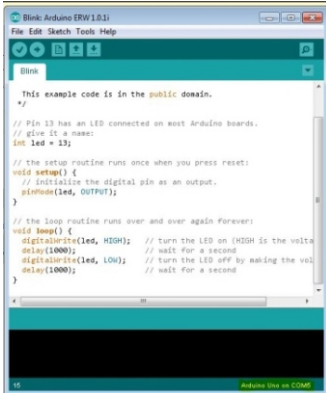 Blink: Arduino ERW 1.0.1i
File Edit Sketch Tools Help
Blink
This example code is in the public domain.
*/
// Pin 13 has an LED connected on most Arduino boards.
// give it a name:
int led = 13;
// the setup routine runs once when you press reset:
void setup() {
// initialize the digital pin as an output.
pinMode(led, OUTPUT);
}
// the loop routine runs over and over again forever:
void loop() {
digitalWrite(led, HIGH); // turn the LED on (HIGH is the volta
delay(1000); // wait for a second
digitalWrite(led, LOW); // turn the LED off by making the vol
delay(1000); // wait for a second
}
15
Arduino Uno on COM5